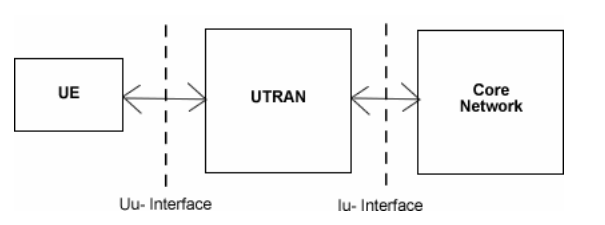 UE
UTRAN
Core
Network
Uu- Interface
Iu- Interface